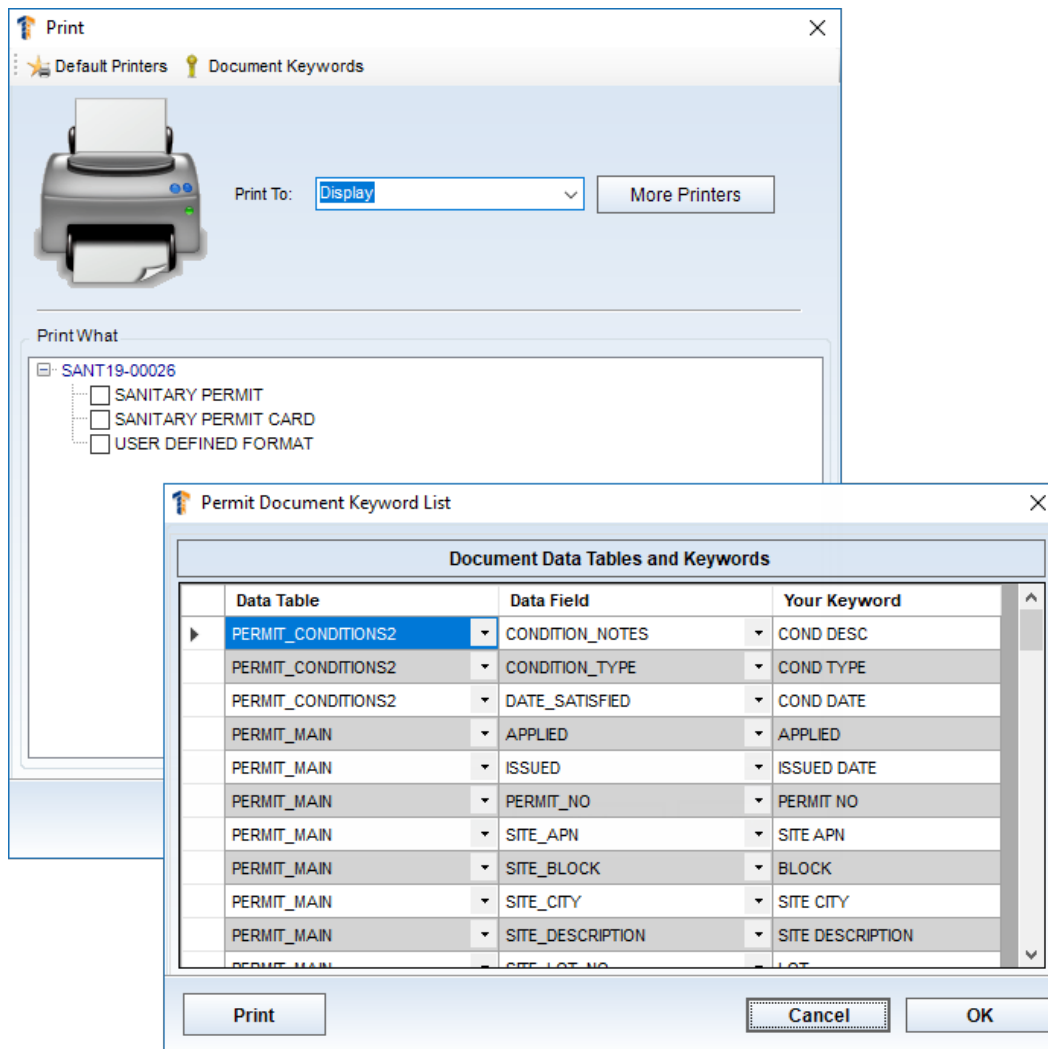 Print
Default Printers Document Keywords
Print To: Display More Printers
Print What
SANT19-00026
SANITARY PERMIT
SANITARY PERMIT CARD
USER DEFINED FORMAT
Permit Document Keyword List
Document Data Tables and Keywords
Data Table Data Field Your Keyword
PERMIT_CONDITIONS2 CONDITION_NOTES COND DESC
PERMIT_CONDITIONS2 CONDITION_TYPE COND TYPE
PERMIT_CONDITIONS2 DATE_SATISFIED COND DATE
PERMIT_MAIN APPLIED APPLIED
PERMIT_MAIN ISSUED ISSUED DATE
PERMIT_MAIN PERMIT_NO PERMIT NO
PERMIT_MAIN SITE_APN SITE APN
PERMIT_MAIN SITE_BLOCK BLOCK
PERMIT_MAIN SITE_CITY SITE CITY
PERMIT_MAIN SITE_DESCRIPTION SITE DESCRIPTION
PERMIT_MAIN SITE_LOT_NO LOT
Print Cancel OK